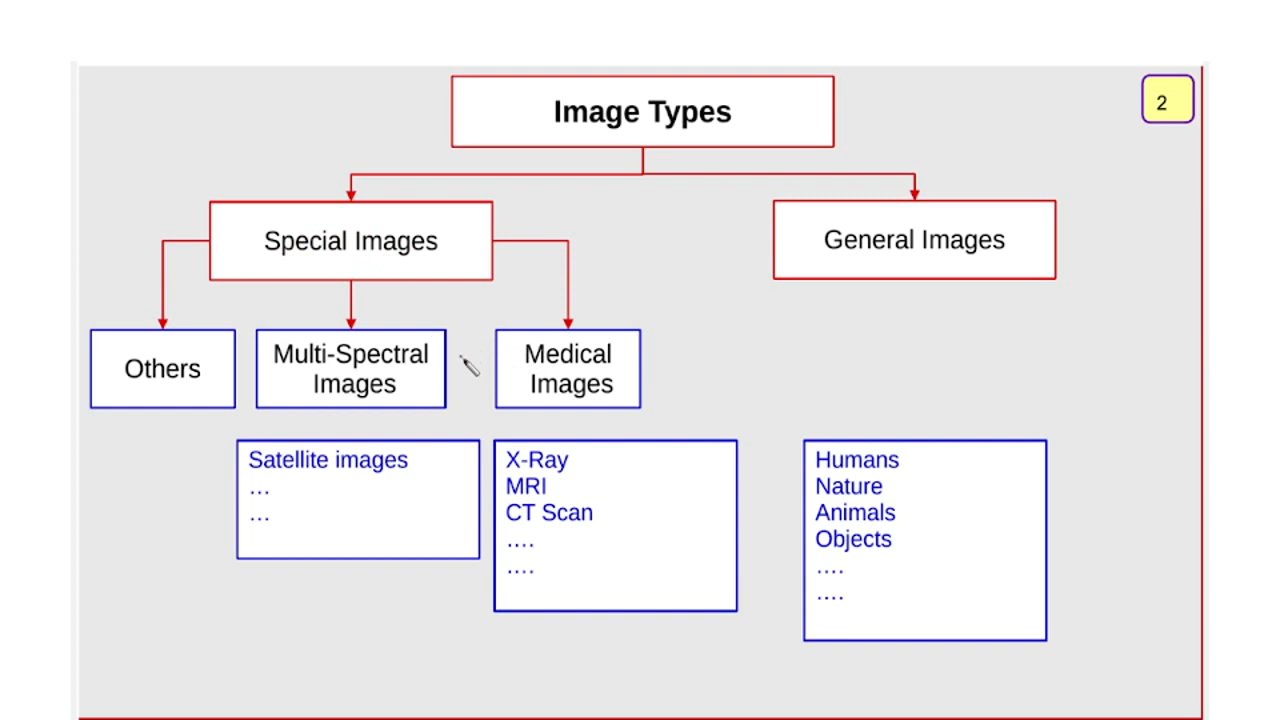 Image Types
2
Special Images
General Images
Others
Multi-Spectral
Images
Medical
Images
Satellite images
…
…
X-Ray
MRI
CT Scan
….
….
Humans
Nature
Animals
Objects
….
….